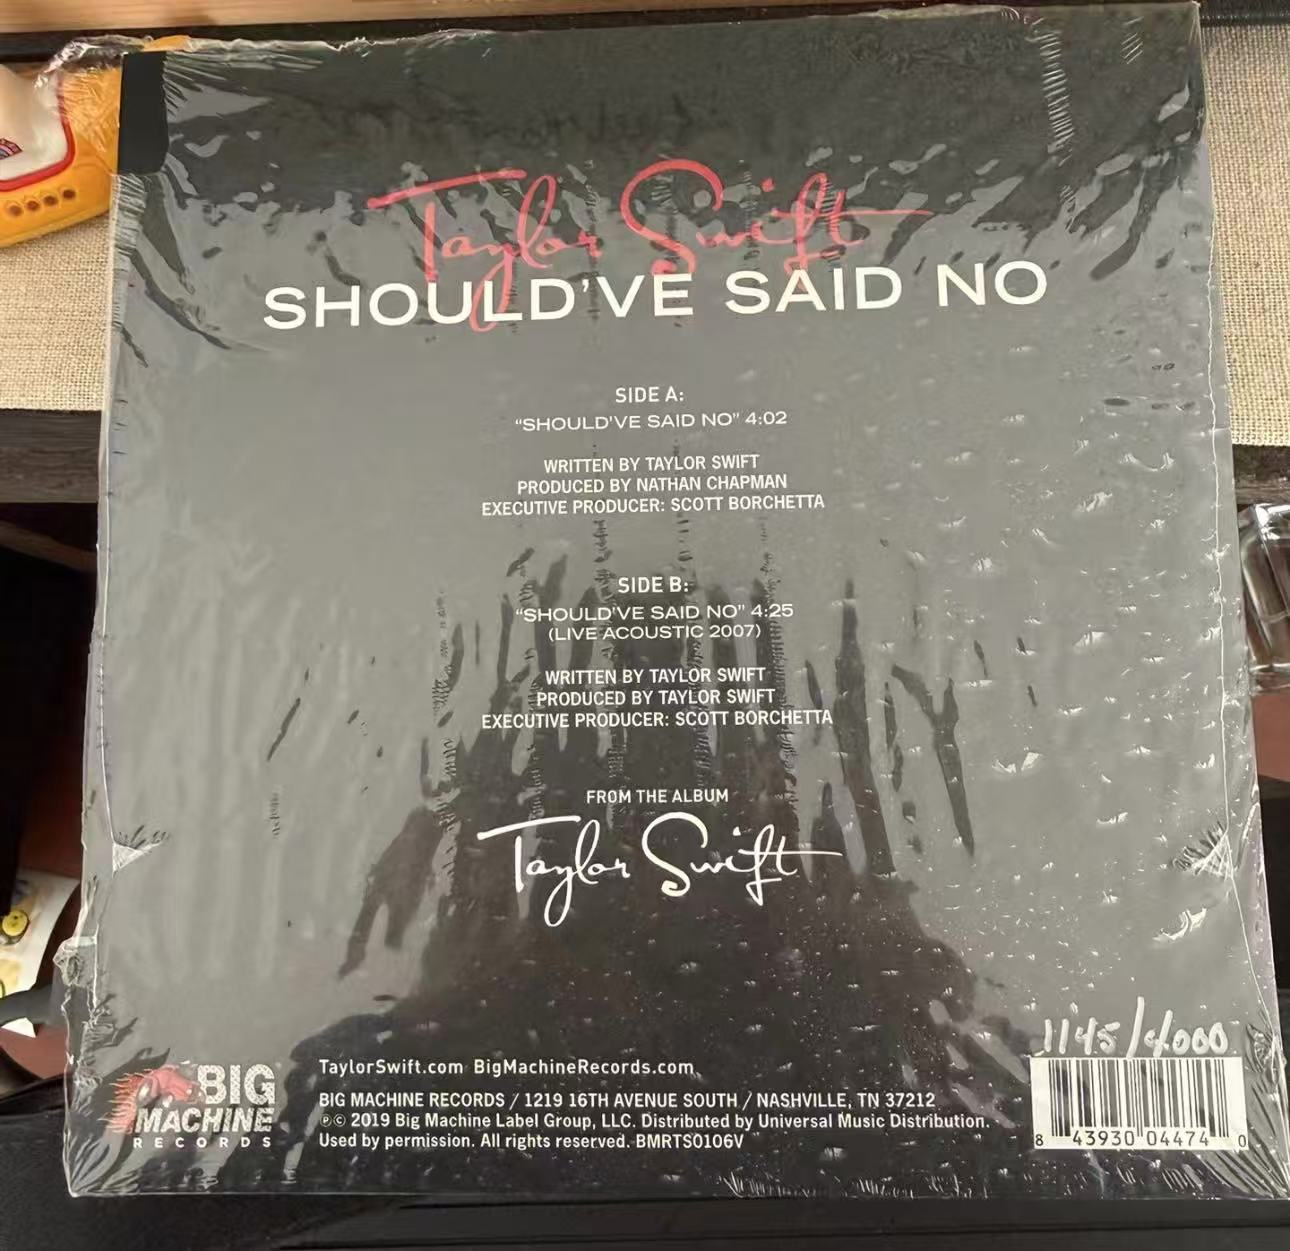 Taylor Swift
SHOULD'VE SAID NO
SIDE A:
“SHOULD'VE SAID NO” 4:02
WRITTEN BY TAYLOR SWIFT
PRODUCED BY NATHAN CHAPMAN
EXECUTIVE PRODUCER: SCOTT BORCHETTA
SIDE B:
“SHOULD'VE SAID NO” 4:25
(LIVE ACOUSTIC 2007)
WRITTEN BY TAYLOR SWIFT
PRODUCED BY TAYLOR SWIFT
EXECUTIVE PRODUCER: SCOTT BORCHETTA
FROM THE ALBUM
Taylor Swift
1145/4000
BIG
MACHINE
RECORDS
TaylorSwift.com BigMachineRecords.com
BIG MACHINE RECORDS / 1219 16TH AVENUE SOUTH / NASHVILLE, TN 37212
℗© 2019 Big Machine Label Group, LLC. Distributed by Universal Music Distribution.
Used by permission. All rights reserved. BMRTS0106V
8 43930 04474 0